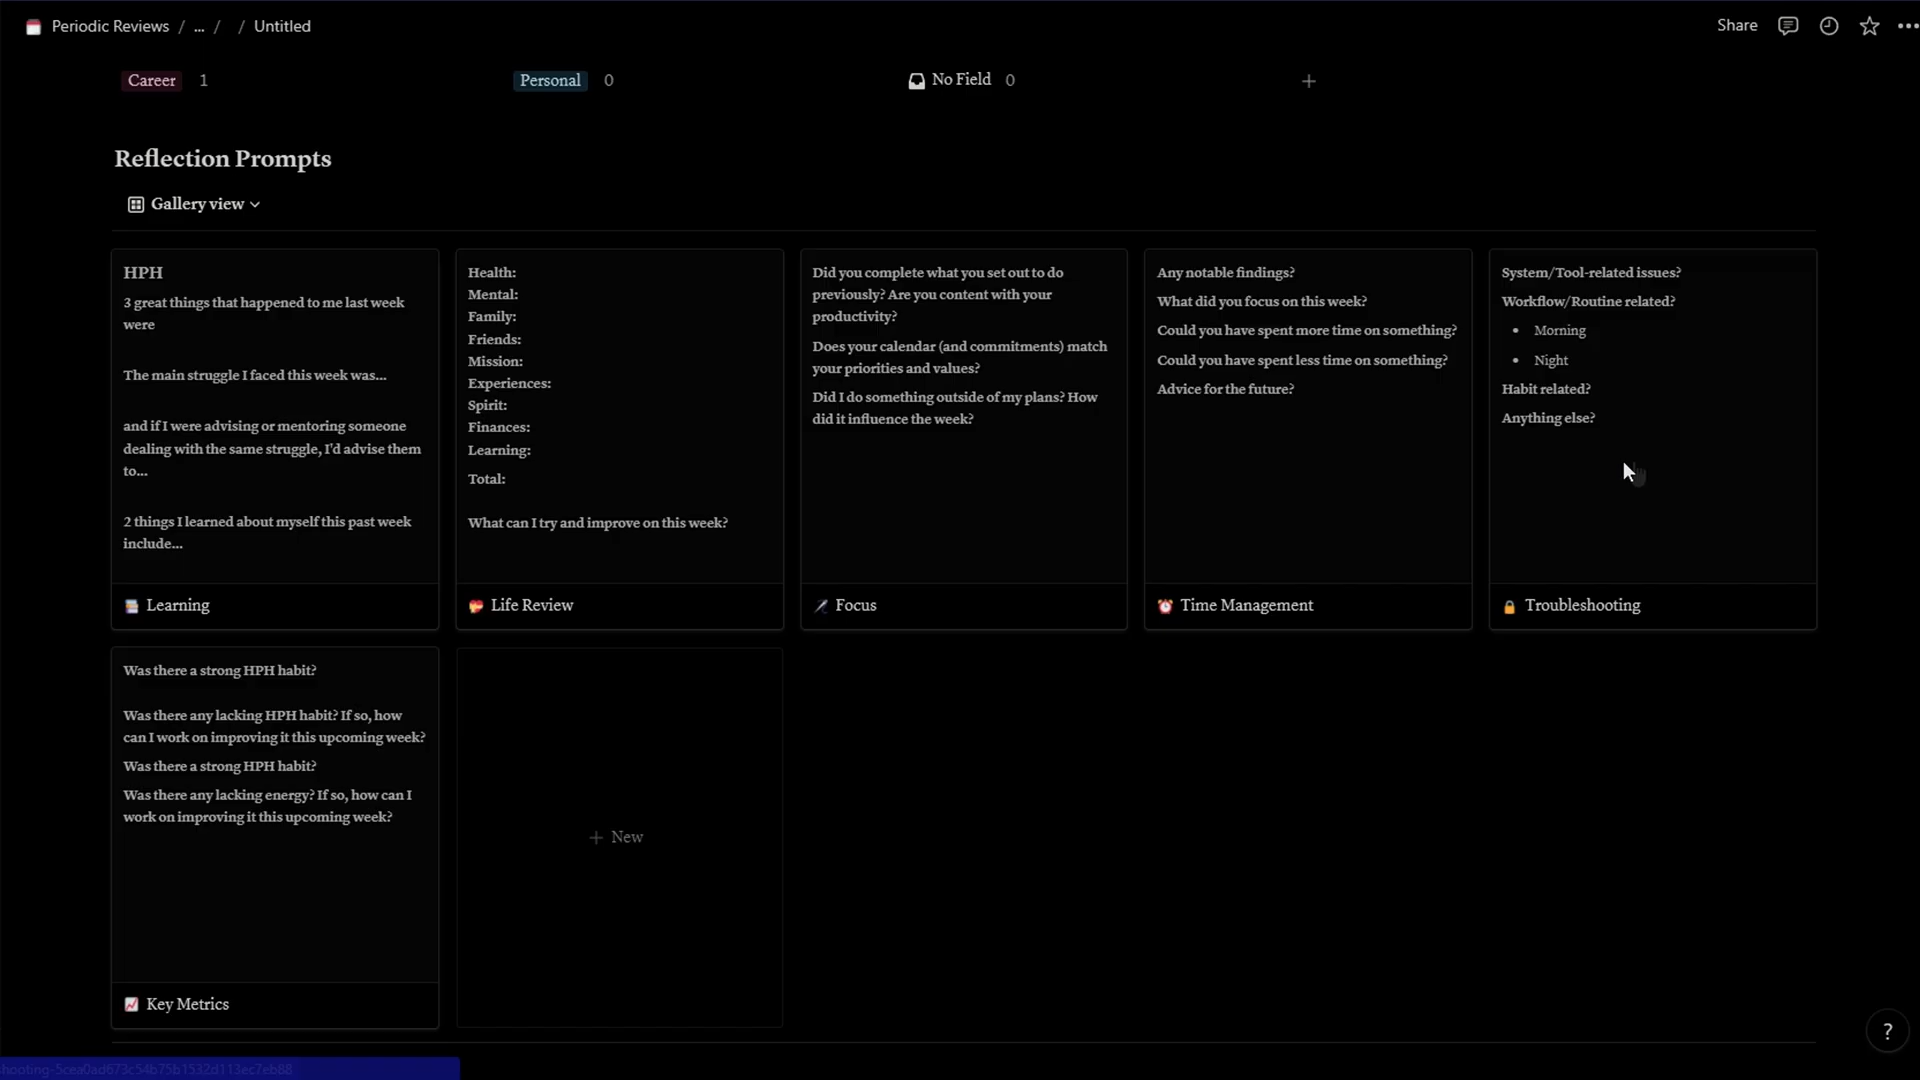 Periodic Reviews / ... / / Untitled
Share
Career 1
Personal 0
No Field 0
Reflection Prompts
Gallery view
HPH
3 great things that happened to me last week
were
The main struggle I faced this week was...
and if I were advising or mentoring someone
dealing with the same struggle, I'd advise them
to...
2 things I learned about myself this past week
include...
Learning
Health:
Mental:
Family:
Friends:
Mission:
Experiences:
Spirit:
Finances:
Learning:
Total:
What can I try and improve on this week?
Life Review
Did you complete what you set out to do
previously? Are you content with your
productivity?
Does your calendar (and commitments) match
your priorities and values?
Did I do something outside of my plans? How
did it influence the week?
Focus
Any notable findings?
What did you focus on this week?
Could you have spent more time on something?
Could you have spent less time on something?
Advice for the future?
Time Management
System/Tool-related issues?
Workflow/Routine related?
• Morning
• Night
Habit related?
Anything else?
Troubleshooting
Was there a strong HPH habit?
Was there any lacking HPH habit? If so, how
can I work on improving it this upcoming week?
Was there a strong HPH habit?
Was there any lacking energy? If so, how can I
work on improving it this upcoming week?
Key Metrics
+ New
?
shooting-5cea0ad673c54b75b1532d113ec7eb88